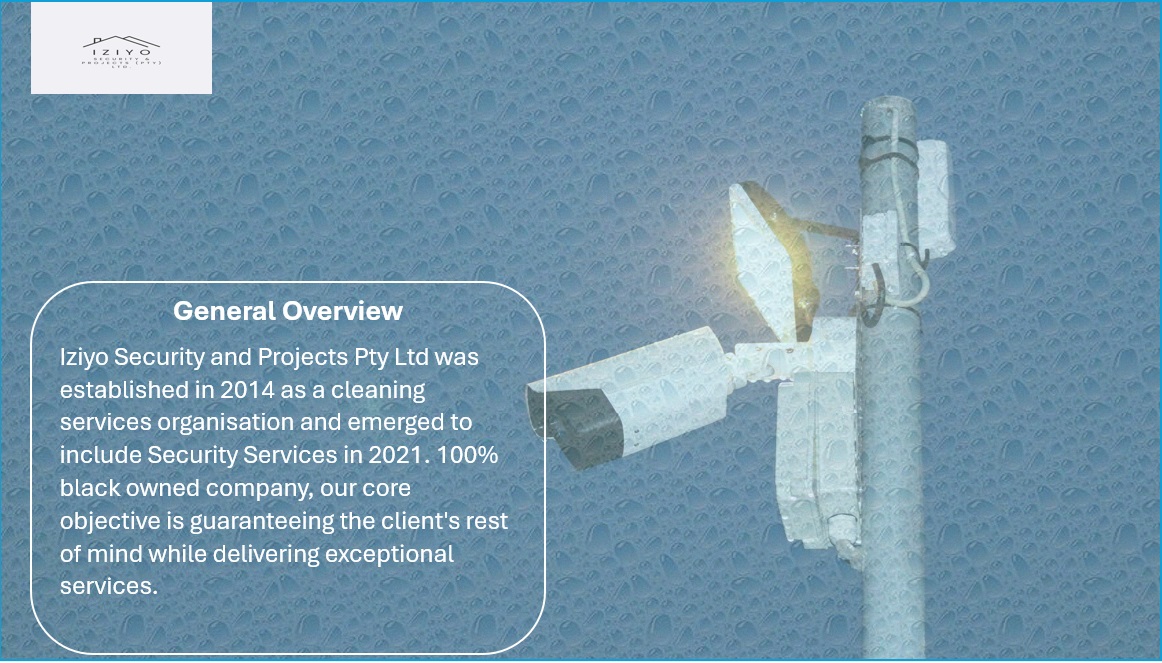 IZIYO
SECURITY &
PROJECTS (PTY)
LTD.
General Overview
Iziyo Security and Projects Pty Ltd was
established in 2014 as a cleaning
services organisation and emerged to
include Security Services in 2021. 100%
black owned company, our core
objective is guaranteeing the client's rest
of mind while delivering exceptional
services.